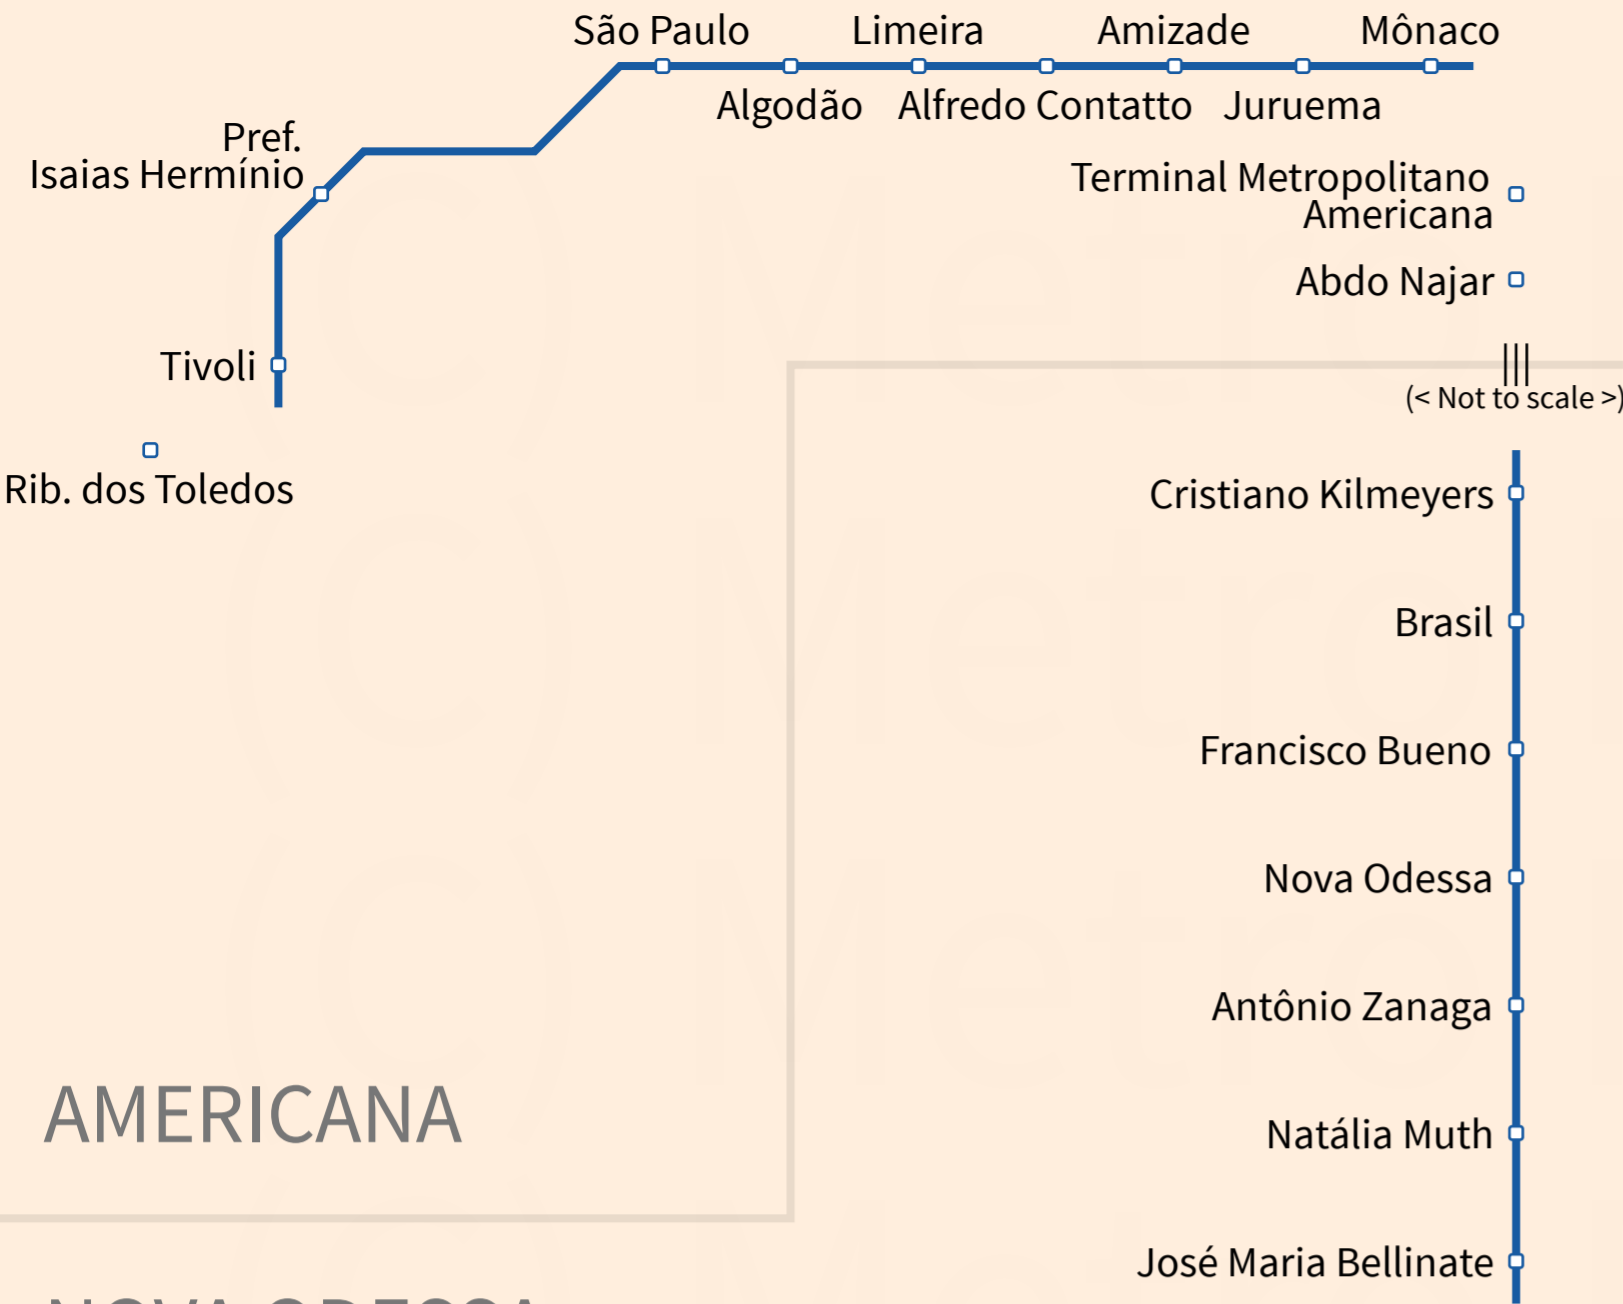 São Paulo
Limeira
Amizade
Mônaco
Algodão
Alfredo Contatto
Juruema
Pref.
Isaias Hermínio
Terminal Metropolitano
Americana
Abdo Najar
Tivoli
(< Not to scale >)
Rib. dos Toledos
Cristiano Kilmeyers
Brasil
Francisco Bueno
Nova Odessa
Antônio Zanaga
AMERICANA
Natália Muth
José Maria Bellinate
NOVA ODESSA